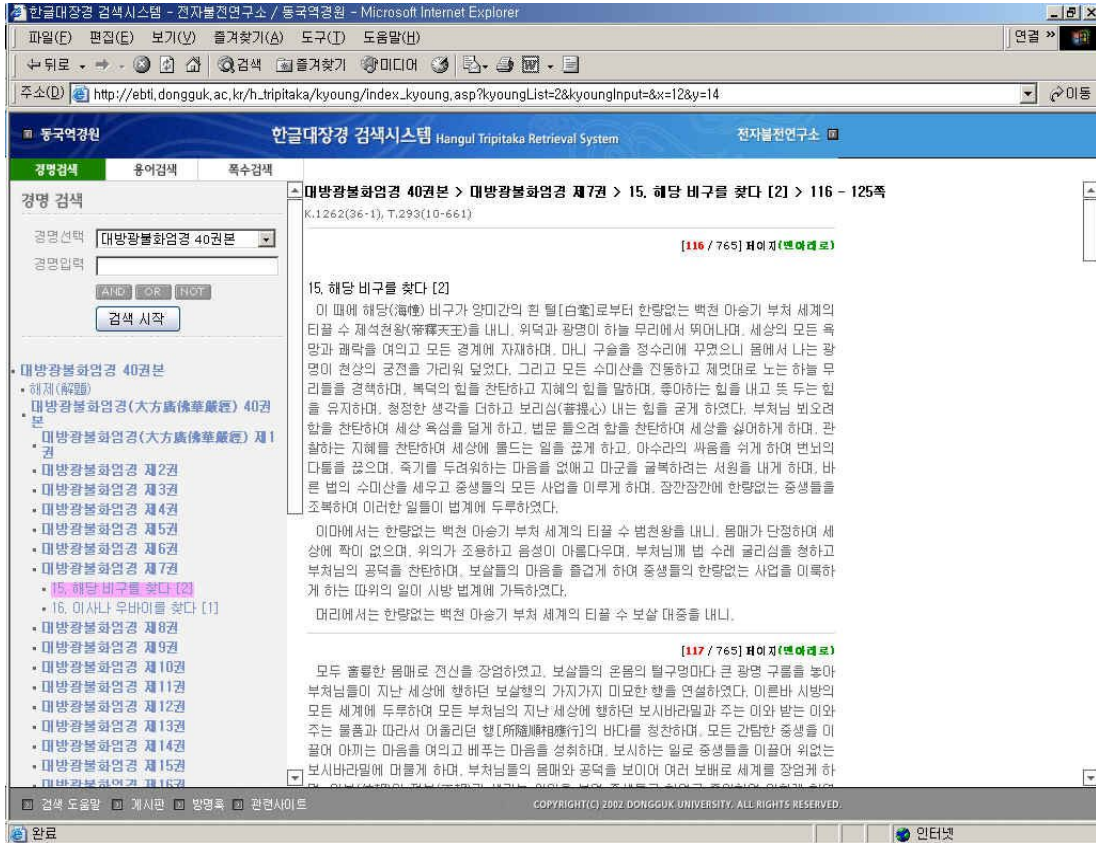 한글대장경 검색시스템 - 전자불전연구소 / 동국역경원 - Microsoft Internet Explorer
파일(F) 편집(E) 보기(V) 즐겨찾기(A) 도구(T) 도움말(H) 연결 »
뒤로 검색 즐겨찾기 미디어
주소(D) http://ebti.dongguk.ac.kr/h_tripitaka/kyoung/index_kyoung.asp?kyoungList=2&kyoungInput=&x=12&y=14 이동
동국역경원 한글대장경 검색시스템 Hangul Tripitaka Retrieval System 전자불전연구소
경명검색 용어검색 폭수검색
경명 검색
경명선택 대방광불화엄경 40권본
경명입력
AND OR NOT
검색 시작
대방광불화엄경 40권본
해제(解題)
대방광불화엄경(大方廣佛華嚴經) 40권
본
대방광불화엄경(大方廣佛華嚴經) 제1
권
대방광불화엄경 제2권
대방광불화엄경 제3권
대방광불화엄경 제4권
대방광불화엄경 제5권
대방광불화엄경 제6권
대방광불화엄경 제7권
15. 해당 비구를 찾다 [2]
16. 이사나 우바이를 찾다 [1]
대방광불화엄경 제8권
대방광불화엄경 제9권
대방광불화엄경 제10권
대방광불화엄경 제11권
대방광불화엄경 제12권
대방광불화엄경 제13권
대방광불화엄경 제14권
대방광불화엄경 제15권
대방광불화엄경 제16권
대방광불화엄경 40권본 > 대방광불화엄경 제7권 > 15. 해당 비구를 찾다 [2] > 116 - 125쪽
K.1262(36-1), T.293(10-661)
[116 / 765] 페이지(맨아래로)
15. 해당 비구를 찾다 [2]
이 때에 해당(海幢) 비구가 양미간의 흰 털[白毫]로부터 한량없는 백천 아승기 부처 세계의
티끌 수 제석천왕(帝釋天王)을 내니, 위덕과 광명이 하늘 무리에서 뛰어나며, 세상의 모든 욕
망과 쾌락을 여의고 모든 경계에 자재하며, 마니 구슬을 정수리에 꾸몄으니 몸에서 나는 광
명이 천상의 궁전을 가리워 덮었다. 그리고 모든 수미산을 진동하고 제멋대로 노는 하늘 무
리들을 경책하며, 복덕의 힘을 찬탄하고 지혜의 힘을 말하며, 좋아하는 힘을 내고 뜻 두는 힘
을 유지하며, 청정한 생각을 더하고 보리심(菩提心) 내는 힘을 굳게 하였다. 부처님 뵈오려
함을 찬탄하여 세상 욕심을 덜게 하고, 법문 들으려 함을 찬탄하여 세상을 싫어하게 하며, 관
찰하는 지혜를 찬탄하여 세상에 물드는 일을 끊게 하고, 아수라의 싸움을 쉬게 하여 번뇌의
다툼을 끊으며, 죽기를 두려워하는 마음을 없애고 마군을 굴복하려는 서원을 내게 하며, 바
른 법의 수미산을 세우고 중생들의 모든 사업을 이루게 하며, 잠깐잠깐에 한량없는 중생들을
조복하여 이러한 일들이 법계에 두루하였다.
이마에서는 한량없는 백천 아승기 부처 세계의 티끌 수 범천왕을 내니, 몸매가 단정하여 세
상에 짝이 없으며, 위의가 조용하고 음성이 아름다우며, 부처님께 법 수레 굴리심을 청하고
부처님의 공덕을 찬탄하며, 보살들의 마음을 즐겁게 하여 중생들의 한량없는 사업을 이룩하
게 하는 따위의 일이 시방 법계에 가득하였다.
머리에서는 한량없는 백천 아승기 부처 세계의 티끌 수 보살 대중을 내니,
[117 / 765] 페이지(맨아래로)
모두 훌륭한 몸매로 전신을 장엄하였고, 보살들의 온몸의 털구멍마다 큰 광명 구름을 놓아
부처님들이 지난 세상에 행하던 보살행의 가지가지 미묘한 행을 연설하였다. 이른바 시방의
모든 세계에 두루하여 모든 부처님의 지난 세상에 행하던 보시바라밀과 주는 이와 받는 이와
주는 물품과 따라서 어울리던 행[所隨順相應行]의 바다를 칭찬하며, 모든 간탐한 중생을 이
끌어 아끼는 마음을 여의고 베푸는 마음을 성취하며, 보시하는 일로 중생들을 이끌어 위없는
보시바라밀에 머물게 하며, 부처님들의 몸매와 공덕을 보이어 여러 보배로 세계를 장엄케 하
검색 도움말 게시판 방명록 관련사이트 COPYRIGHT(C) 2002 DONGGUK UNIVERSITY. ALL RIGHTS RESERVED.
완료 인터넷